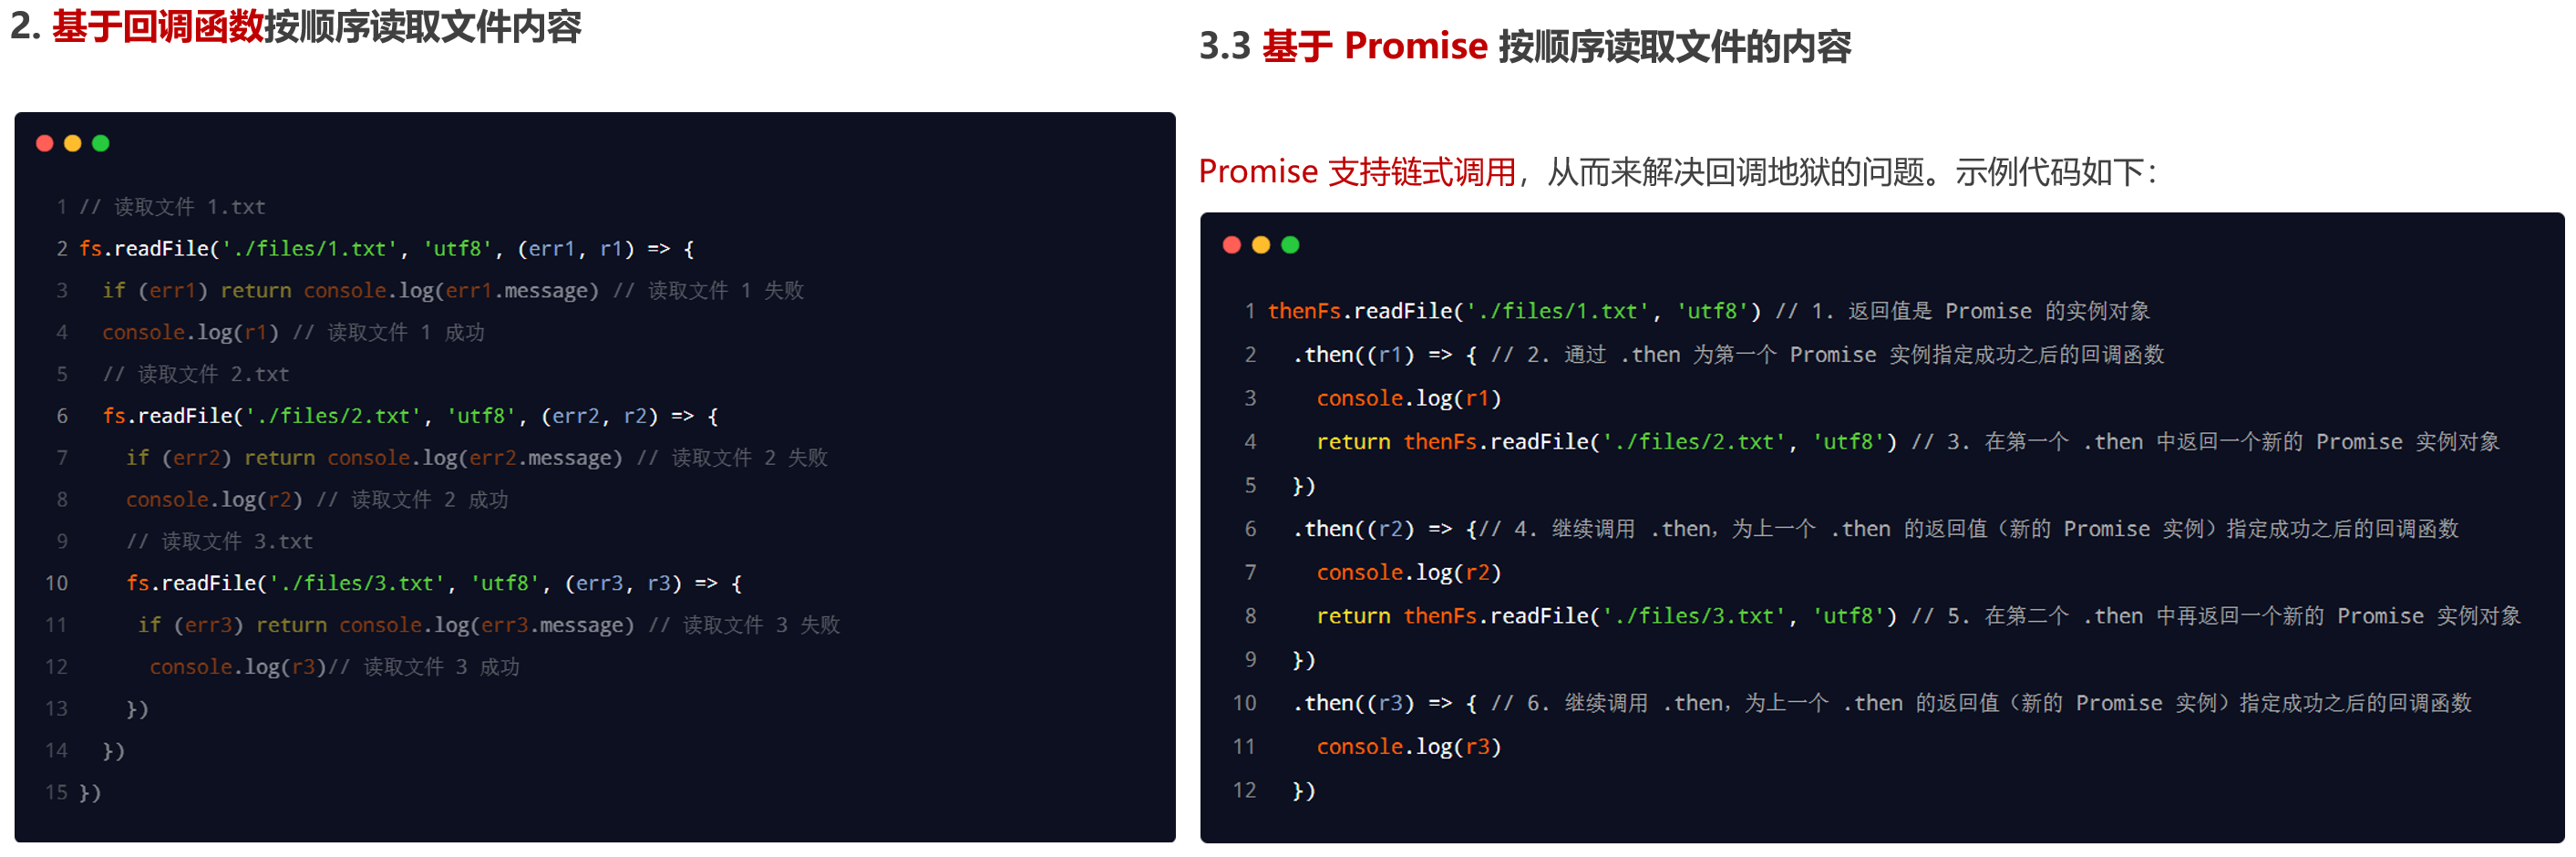 2. 基于回调函数按顺序读取文件内容
1 // 读取文件 1.txt
2 fs.readFile('./files/1.txt', 'utf8', (err1, r1) => {
3 if (err1) return console.log(err1.message) // 读取文件 1 失败
4 console.log(r1) // 读取文件 1 成功
5 // 读取文件 2.txt
6 fs.readFile('./files/2.txt', 'utf8', (err2, r2) => {
7 if (err2) return console.log(err2.message) // 读取文件 2 失败
8 console.log(r2) // 读取文件 2 成功
9 // 读取文件 3.txt
10 fs.readFile('./files/3.txt', 'utf8', (err3, r3) => {
11 if (err3) return console.log(err3.message) // 读取文件 3 失败
12 console.log(r3)// 读取文件 3 成功
13 })
14 })
15 })
3.3 基于 Promise 按顺序读取文件的内容
Promise 支持链式调用，从而来解决回调地狱的问题。示例代码如下：
1 thenFs.readFile('./files/1.txt', 'utf8') // 1. 返回值是 Promise 的实例对象
2 .then((r1) => { // 2. 通过 .then 为第一个 Promise 实例指定成功之后的回调函数
3 console.log(r1)
4 return thenFs.readFile('./files/2.txt', 'utf8') // 3. 在第一个 .then 中返回一个新的 Promise 实例对象
5 })
6 .then((r2) => {// 4. 继续调用 .then，为上一个 .then 的返回值（新的 Promise 实例）指定成功之后的回调函数
7 console.log(r2)
8 return thenFs.readFile('./files/3.txt', 'utf8') // 5. 在第二个 .then 中再返回一个新的 Promise 实例对象
9 })
10 .then((r3) => { // 6. 继续调用 .then，为上一个 .then 的返回值（新的 Promise 实例）指定成功之后的回调函数
11 console.log(r3)
12 })